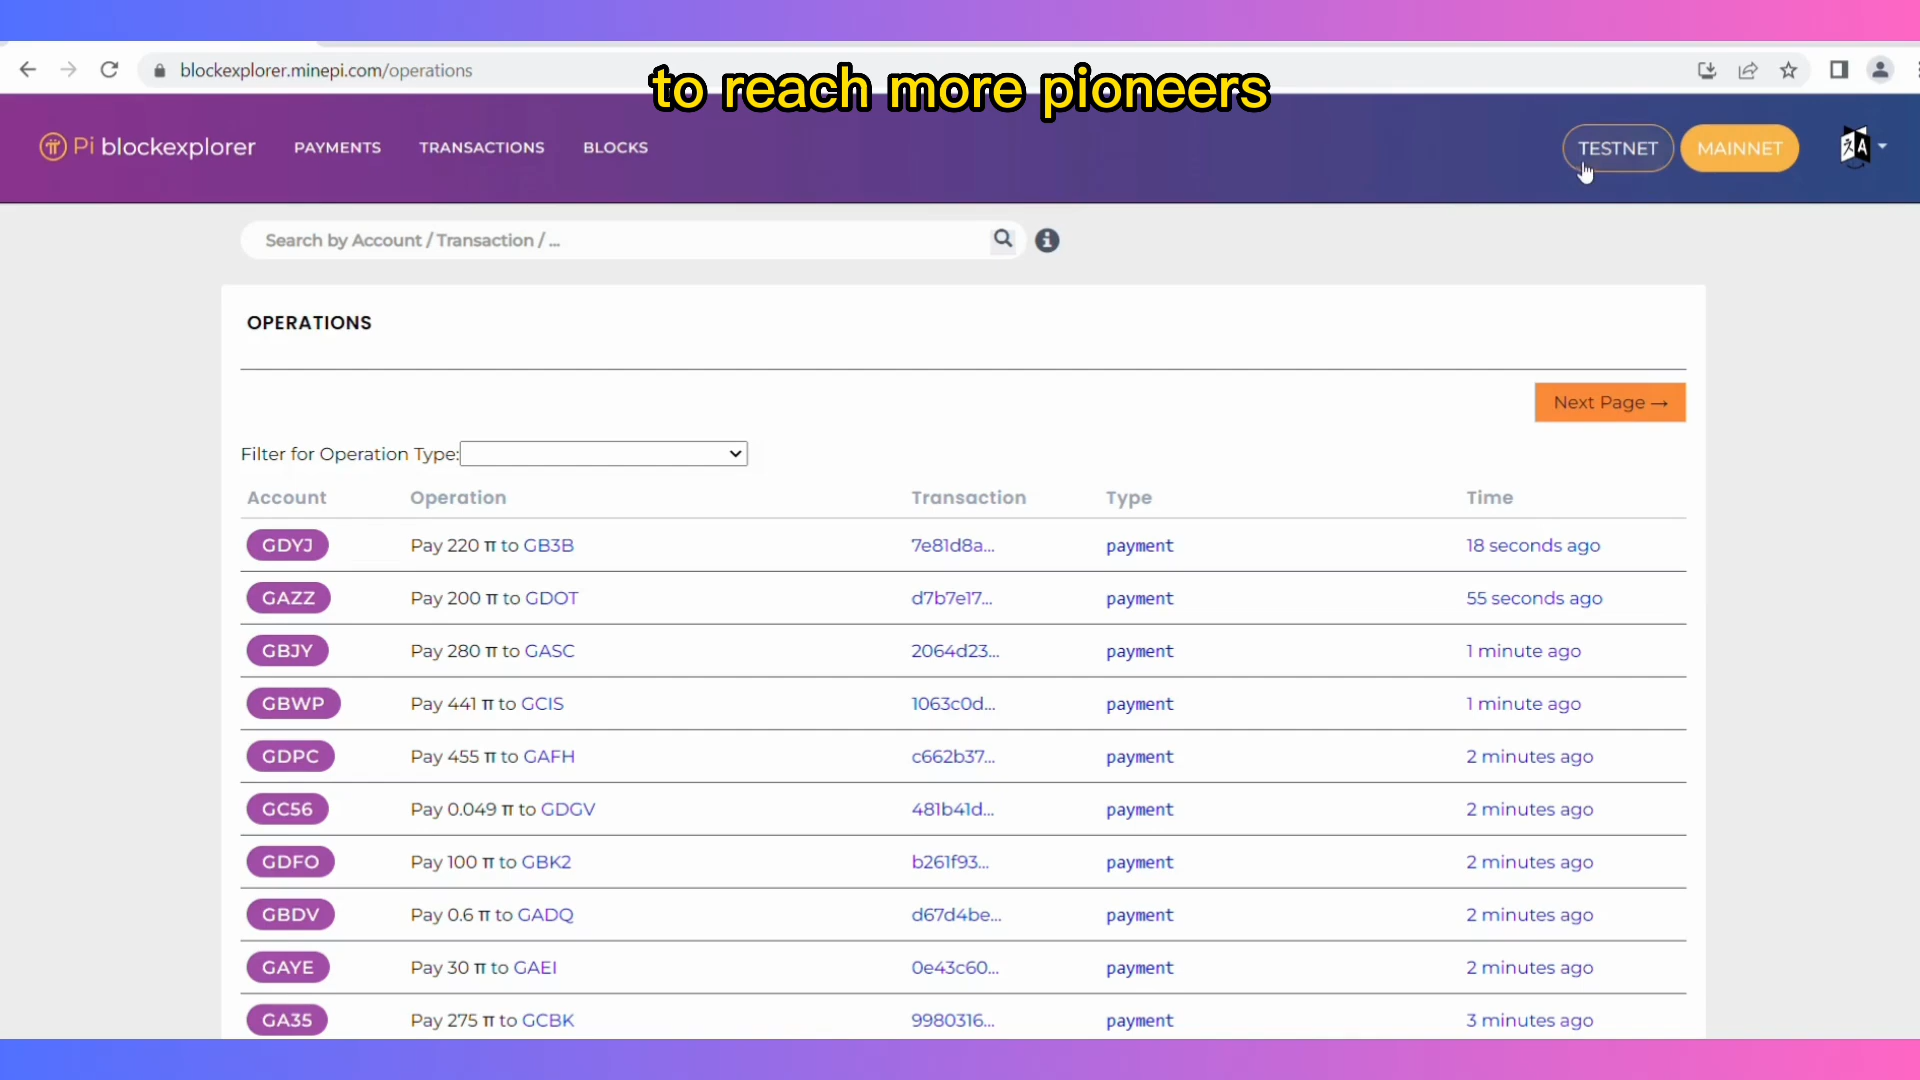 blockexplorer.minepi.com/operations
to reach more pioneers
Pi blockexplorer PAYMENTS TRANSACTIONS BLOCKS TESTNET MAINNET
Search by Account / Transaction / ...
OPERATIONS
Next Page →
Filter for Operation Type:
Account Operation Transaction Type Time
GDYJ Pay 220 π to GB3B 7e81d8a... payment 18 seconds ago
GAZZ Pay 200 π to GDOT d7b7e17... payment 55 seconds ago
GBJY Pay 280 π to GASC 2064d23... payment 1 minute ago
GBWP Pay 441 π to GCIS 1063c0d... payment 1 minute ago
GDPC Pay 455 π to GAFH c662b37... payment 2 minutes ago
GC56 Pay 0.049 π to GDGV 481b41d... payment 2 minutes ago
GDFO Pay 100 π to GBK2 b261f93... payment 2 minutes ago
GBDV Pay 0.6 π to GADQ d67d4be... payment 2 minutes ago
GAYE Pay 30 π to GAEI 0e43c60... payment 2 minutes ago
GA35 Pay 275 π to GCBK 9980316... payment 3 minutes ago